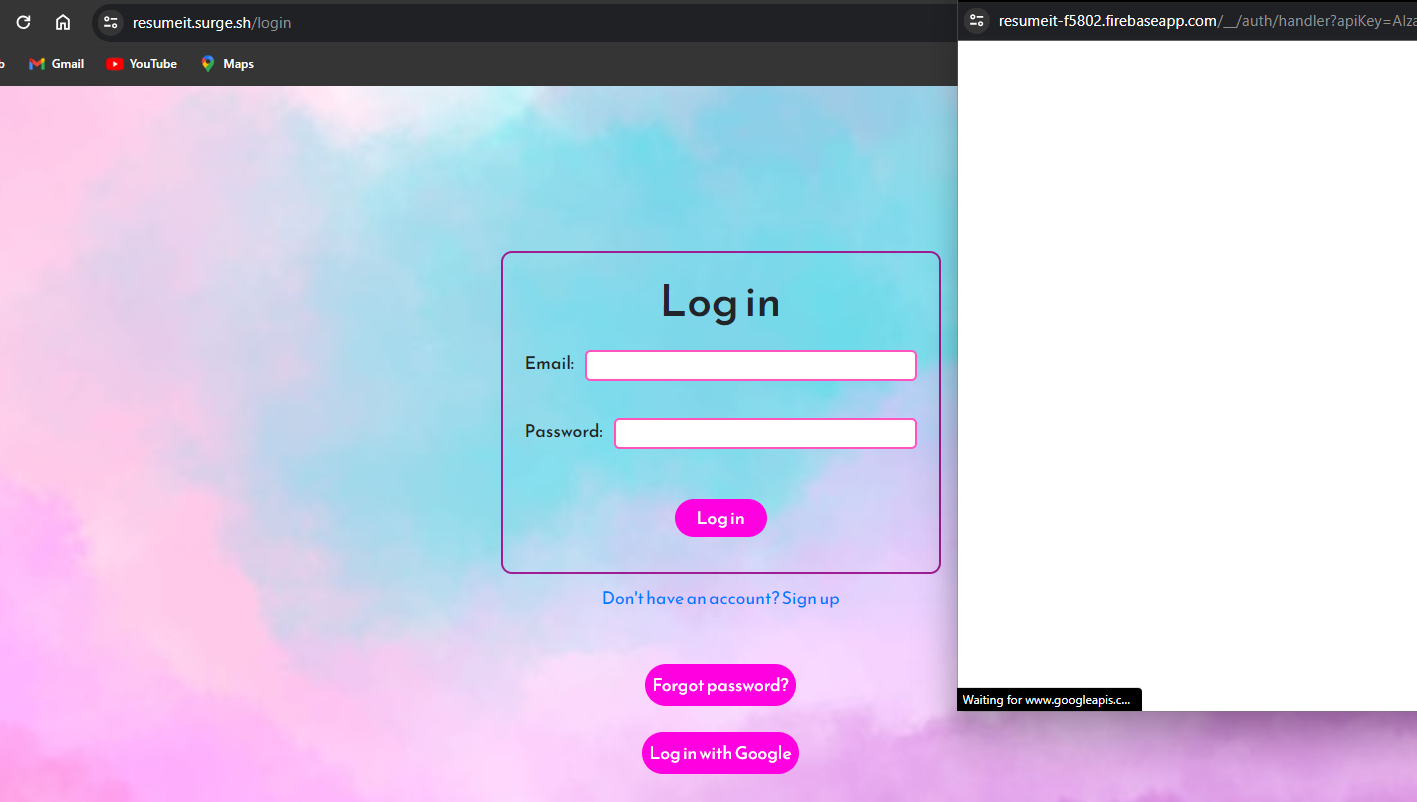 resumeit.surge.sh/login
resumeit-f5802.firebaseapp.com/__/auth/handler?apiKey=AIza
Gmail
YouTube
Maps
Log in
Email:
Password:
Log in
Don't have an account? Sign up
Forgot password?
Log in with Google
Waiting for www.googleapis.c...